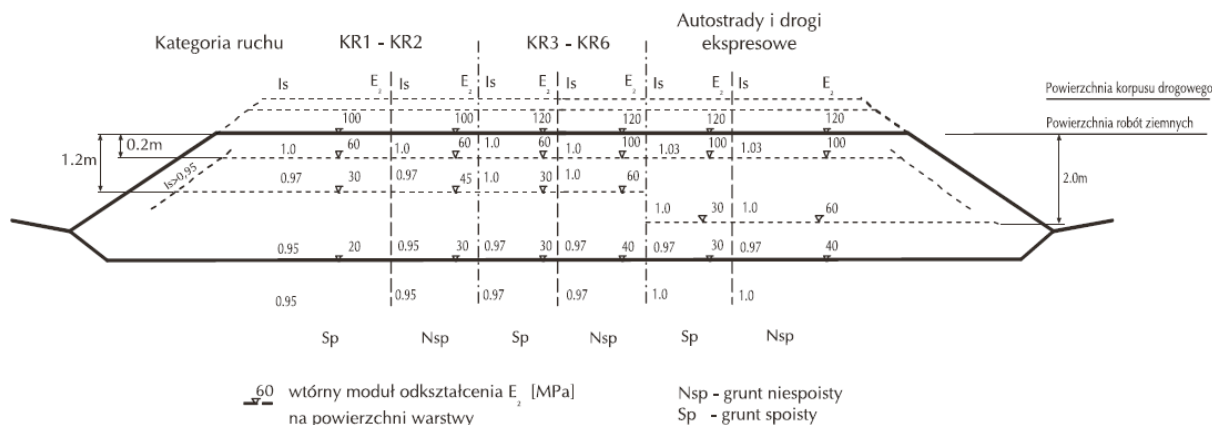 Autostrady i drogi
Kategoria ruchu KR1 - KR2 KR3 - KR6 ekspresowe
Is E₂ Is E₂ Is E₂ Is E₂ Is E₂ Is E₂
Powierzchnia korpusu drogowego
100 100 120 120 120 120
Powierzchnia robót ziemnych
0.2m 1.0 60 1.0 60 1.0 60 1.0 100 1.03 100 1.03 100
1.2m Is>0,95 0.97 30 0.97 45 1.0 30 1.0 60
2.0m
1.0 30 1.0 60
0.95 20 0.95 30 0.97 30 0.97 40 0.97 30 0.97 40
0.95 0.95 0.97 0.97 1.0 1.0
Sp Nsp Sp Nsp Sp Nsp
60 wtórny moduł odkształcenia E₂ [MPa] Nsp - grunt niespoisty
na powierzchni warstwy Sp - grunt spoisty